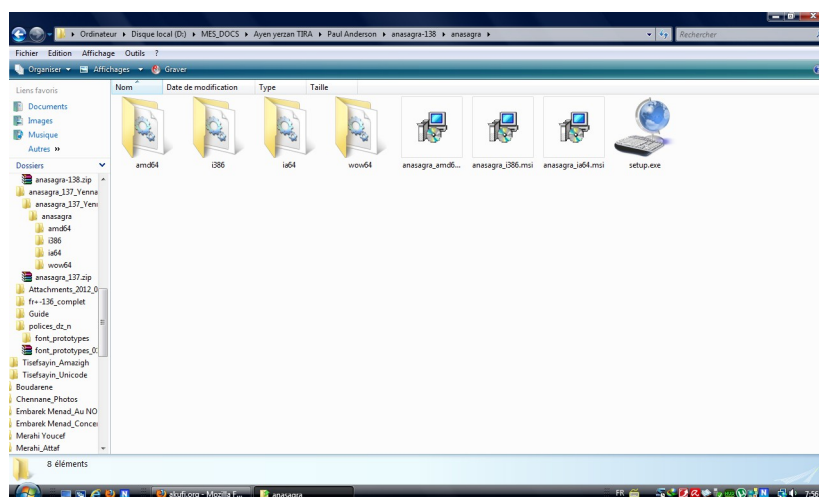 Ordinateur ▸ Disque local (D:) ▸ MES_DOCS ▸ Ayen yerzan TIRA ▸ Paul Anderson ▸ anasagra-138 ▸ anasagra ▸
Rechercher
Fichier Edition Affichage Outils ?
Organiser Affichages Graver
Liens favoris
Documents
Images
Musique
Autres »
Dossiers
anasagra-138.zip
anasagra_137_Yenna
anasagra_137_Yeni
anasagra
amd64
i386
ia64
wow64
anasagra_137.zip
Attachments_2012_0
fr+-136_complet
Guide
polices_dz_n
font_prototypes
font_prototypes_0
Tisefsayin_Amazigh
Tisefsayin_Unicode
Boudarene
Chennane_Photos
Embarek Menad_Au NO
Embarek Menad_Conce
Merahi Youcef
Merahi_Attaf
Nom Date de modification Type Taille
amd64 i386 ia64 wow64 anasagra_amd6... anasagra_i386.msi anasagra_ia64.msi setup.exe
8 éléments
akufi.org - Mozilla F... anasagra FR 7:56